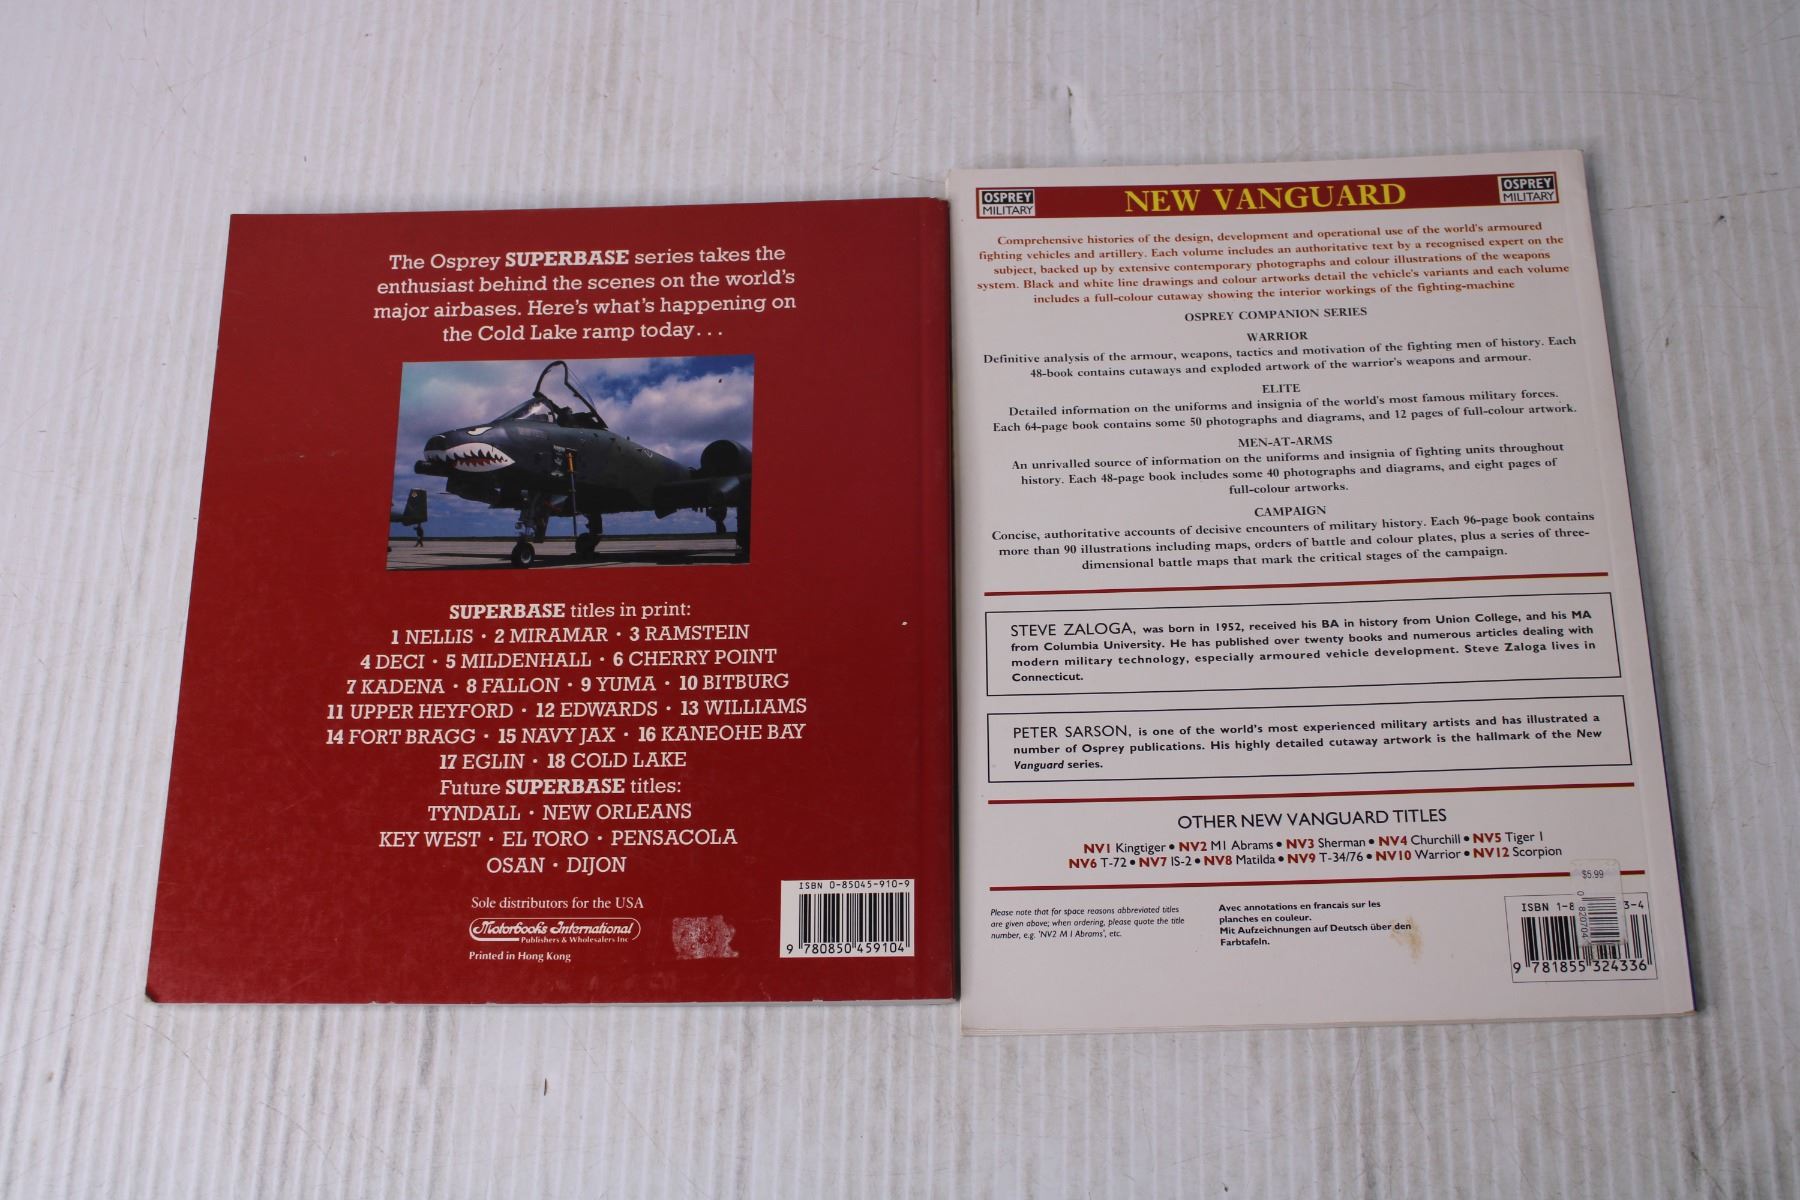 The Osprey SUPERBASE series takes the
enthusiast behind the scenes on the world's
major airbases. Here's what's happening on
the Cold Lake ramp today...
SUPERBASE titles in print:
1 NELLIS · 2 MIRAMAR · 3 RAMSTEIN
4 DECI · 5 MILDENHALL · 6 CHERRY POINT
7 KADENA · 8 FALLON · 9 YUMA · 10 BITBURG
11 UPPER HEYFORD · 12 EDWARDS · 13 WILLIAMS
14 FORT BRAGG · 15 NAVY JAX · 16 KANEOHE BAY
17 EGLIN · 18 COLD LAKE
Future SUPERBASE titles:
TYNDALL · NEW ORLEANS
KEY WEST · EL TORO · PENSACOLA
OSAN · DIJON
Sole distributors for the USA
Motorbooks International
Publishers & Wholesalers Inc
Printed in Hong Kong
ISBN 0-85045-910-9
9 780850 459104
OSPREY
MILITARY
NEW VANGUARD
OSPREY
MILITARY
Comprehensive histories of the design, development and operational use of the world's armoured
fighting vehicles and artillery. Each volume includes an authoritative text by a recognised expert on the
subject, backed up by extensive contemporary photographs and colour illustrations of the weapons
system. Black and white line drawings and colour artworks detail the vehicle's variants and each volume
includes a full-colour cutaway showing the interior workings of the fighting-machine
OSPREY COMPANION SERIES
WARRIOR
Definitive analysis of the armour, weapons, tactics and motivation of the fighting men of history. Each
48-book contains cutaways and exploded artwork of the warrior's weapons and armour.
ELITE
Detailed information on the uniforms and insignia of the world's most famous military forces.
Each 64-page book contains some 50 photographs and diagrams, and 12 pages of full-colour artwork.
MEN-AT-ARMS
An unrivalled source of information on the uniforms and insignia of fighting units throughout
history. Each 48-page book includes some 40 photographs and diagrams, and eight pages of
full-colour artworks.
CAMPAIGN
Concise, authoritative accounts of decisive encounters of military history. Each 96-page book contains
more than 90 illustrations including maps, orders of battle and colour plates, plus a series of three-
dimensional battle maps that mark the critical stages of the campaign.
STEVE ZALOGA, was born in 1952, received his BA in history from Union College, and his MA
from Columbia University. He has published over twenty books and numerous articles dealing with
modern military technology, especially armoured vehicle development. Steve Zaloga lives in
Connecticut.
PETER SARSON, is one of the world's most experienced military artists and has illustrated a
number of Osprey publications. His highly detailed cutaway artwork is the hallmark of the New
Vanguard series.
OTHER NEW VANGUARD TITLES
NV1 Kingtiger • NV2 M1 Abrams • NV3 Sherman • NV4 Churchill • NV5 Tiger 1
NV6 T-72 • NV7 IS-2 • NV8 Matilda • NV9 T-34/76 • NV10 Warrior • NV12 Scorpion
Please note that for space reasons abbreviated titles
are given above; when ordering, please quote the title
number, e.g. 'NV2 M1 Abrams', etc.
Avec annotations en francais sur les
planches en couleur.
Mit Aufzeichnungen auf Deutsch über den
Farbtafeln.
$5.99
ISBN 1-8 3-4
9 781855 324336